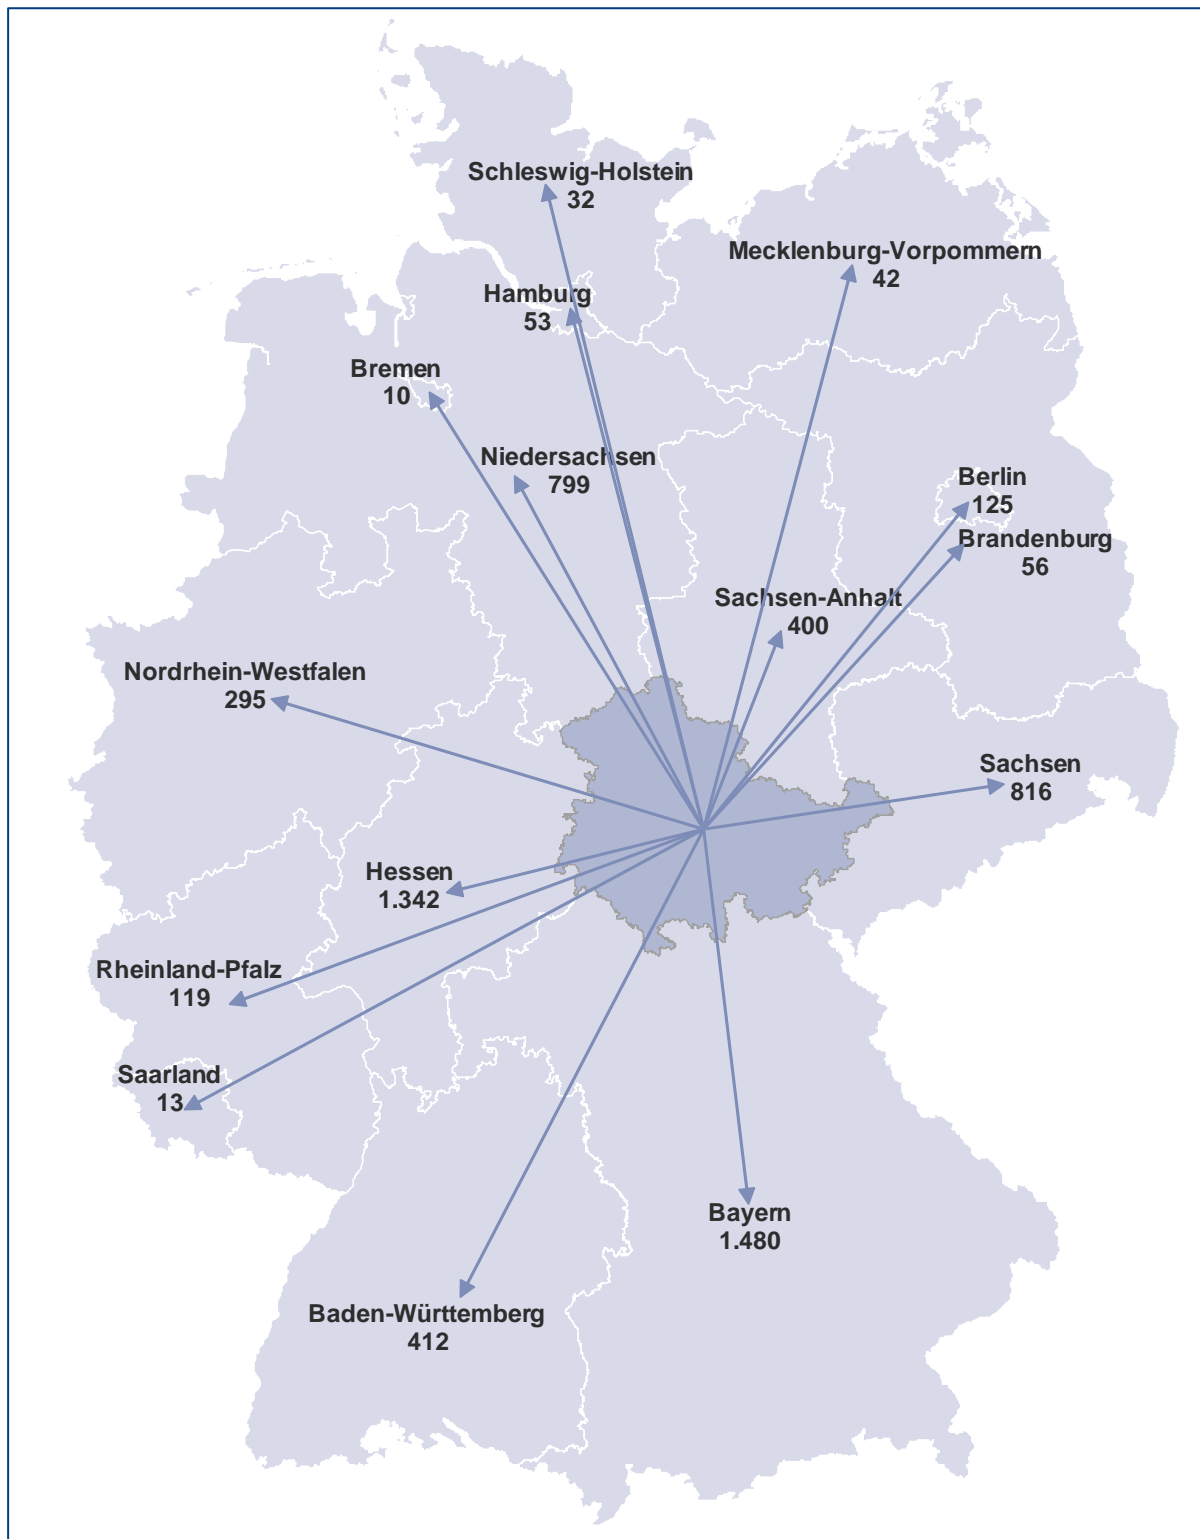 Schleswig-Holstein
32
Mecklenburg-Vorpommern
42
Hamburg
53
Bremen
10
Niedersachsen
799
Berlin
125
Brandenburg
56
Sachsen-Anhalt
400
Nordrhein-Westfalen
295
Sachsen
816
Hessen
1.342
Rheinland-Pfalz
119
Saarland
13
Bayern
1.480
Baden-Württemberg
412